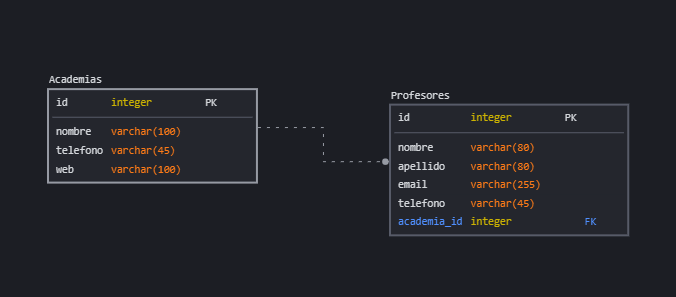 Academias
id integer PK
nombre varchar(100)
telefono varchar(45)
web varchar(100)
Profesores
id integer PK
nombre varchar(80)
apellido varchar(80)
email varchar(255)
telefono varchar(45)
academia_id integer FK